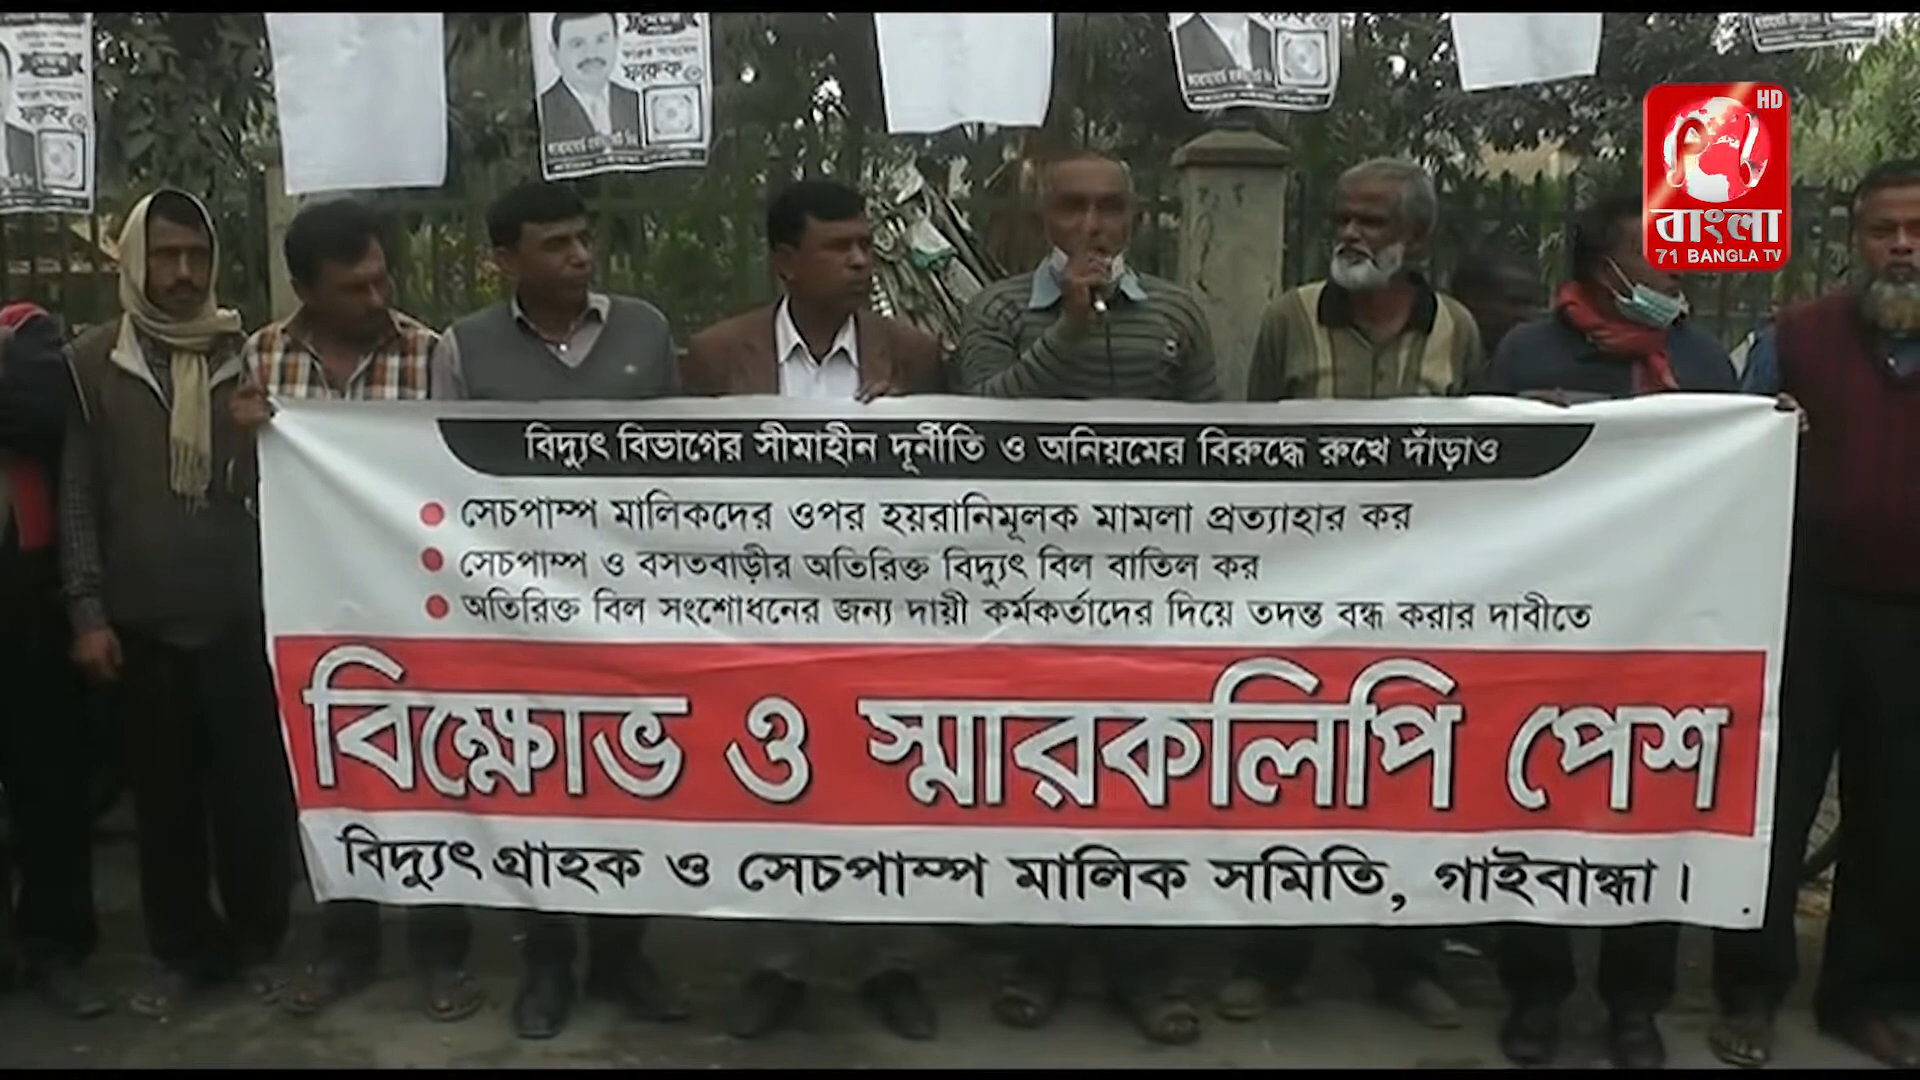 ফারুক
ফারুক
HD
বাংলা
71 BANGLA TV
বিদ্যুৎ বিভাগের সীমাহীন দূর্নীতি ও অনিয়মের বিরুদ্ধে রুখে দাঁড়াও
সেচপাম্প মালিকদের ওপর হয়রানিমূলক মামলা প্রত্যাহার কর
সেচপাম্প ও বসতবাড়ীর অতিরিক্ত বিদ্যুৎ বিল বাতিল কর
অতিরিক্ত বিল সংশোধনের জন্য দায়ী কর্মকর্তাদের দিয়ে তদন্ত বন্ধ করার দাবীতে
বিক্ষোভ ও স্মারকলিপি পেশ
বিদ্যুৎ গ্রাহক ও সেচপাম্প মালিক সমিতি, গাইবান্ধা।